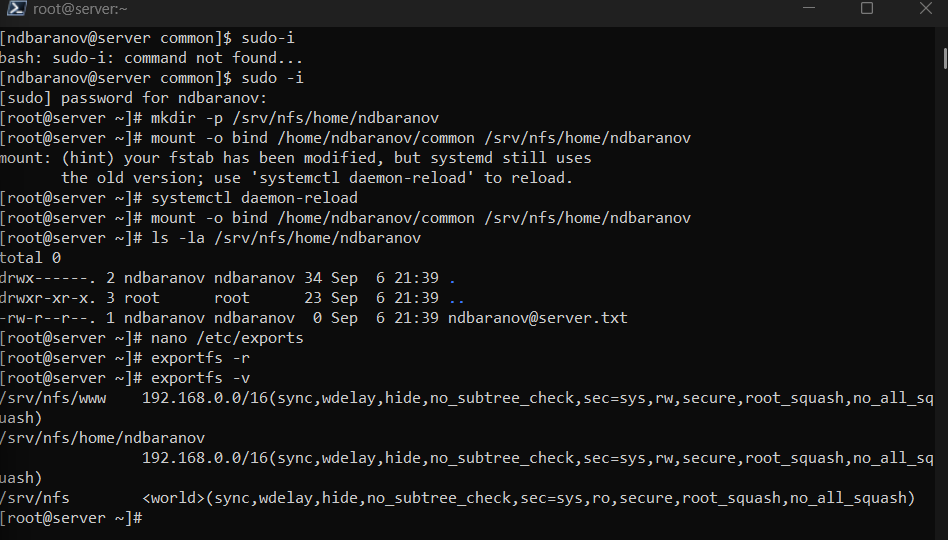 root@server:~
[ndbaranov@server common]$ sudo-i
bash: sudo-i: command not found...
[ndbaranov@server common]$ sudo -i
[sudo] password for ndbaranov:
[root@server ~]# mkdir -p /srv/nfs/home/ndbaranov
[root@server ~]# mount -o bind /home/ndbaranov/common /srv/nfs/home/ndbaranov
mount: (hint) your fstab has been modified, but systemd still uses
       the old version; use 'systemctl daemon-reload' to reload.
[root@server ~]# systemctl daemon-reload
[root@server ~]# mount -o bind /home/ndbaranov/common /srv/nfs/home/ndbaranov
[root@server ~]# ls -la /srv/nfs/home/ndbaranov
total 0
drwx------. 2 ndbaranov ndbaranov 34 Sep  6 21:39 .
drwxr-xr-x. 3 root      root      23 Sep  6 21:39 ..
-rw-r--r--. 1 ndbaranov ndbaranov  0 Sep  6 21:39 ndbaranov@server.txt
[root@server ~]# nano /etc/exports
[root@server ~]# exportfs -r
[root@server ~]# exportfs -v
/srv/nfs/www    192.168.0.0/16(sync,wdelay,hide,no_subtree_check,sec=sys,rw,secure,root_squash,no_all_sq
uash)
/srv/nfs/home/ndbaranov
                192.168.0.0/16(sync,wdelay,hide,no_subtree_check,sec=sys,rw,secure,root_squash,no_all_sq
uash)
/srv/nfs        <world>(sync,wdelay,hide,no_subtree_check,sec=sys,ro,secure,root_squash,no_all_squash)
[root@server ~]#